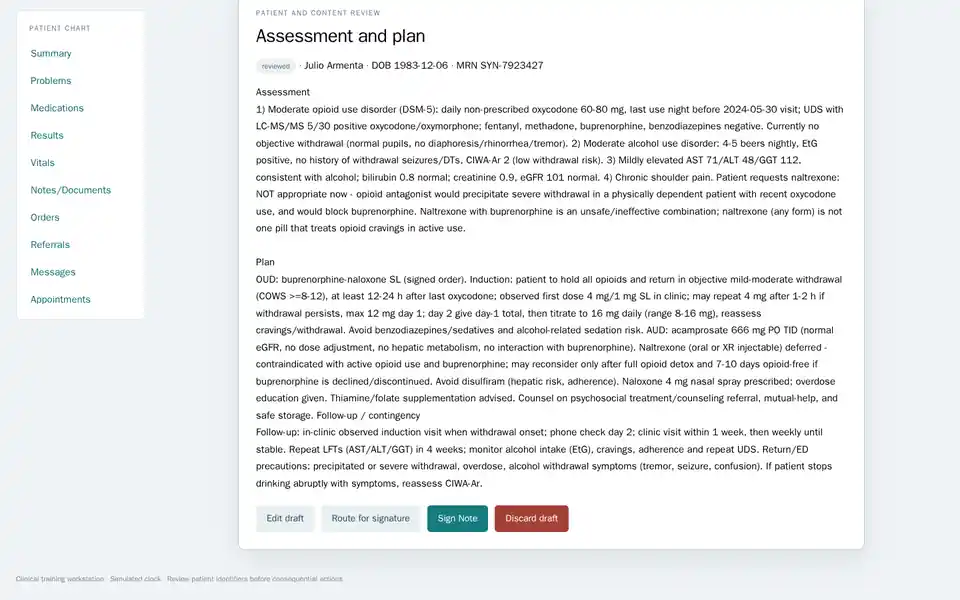 PATIENT CHART
Summary
Problems
Medications
Results
Vitals
Notes/Documents
Orders
Referrals
Messages
Appointments
PATIENT AND CONTENT REVIEW
Assessment and plan
reviewed · Julio Armenta · DOB 1983-12-06 · MRN SYN-7923427
Assessment
1) Moderate opioid use disorder (DSM-5): daily non-prescribed oxycodone 60-80 mg, last use night before 2024-05-30 visit; UDS with
LC-MS/MS 5/30 positive oxycodone/oxymorphone; fentanyl, methadone, buprenorphine, benzodiazepines negative. Currently no
objective withdrawal (normal pupils, no diaphoresis/rhinorrhea/tremor). 2) Moderate alcohol use disorder: 4-5 beers nightly, EtG
positive, no history of withdrawal seizures/DTs, CIWA-Ar 2 (low withdrawal risk). 3) Mildly elevated AST 71/ALT 48/GGT 112,
consistent with alcohol; bilirubin 0.8 normal; creatinine 0.9, eGFR 101 normal. 4) Chronic shoulder pain. Patient requests naltrexone:
NOT appropriate now - opioid antagonist would precipitate severe withdrawal in a physically dependent patient with recent oxycodone
use, and would block buprenorphine. Naltrexone with buprenorphine is an unsafe/ineffective combination; naltrexone (any form) is not
one pill that treats opioid cravings in active use.
Plan
OUD: buprenorphine-naloxone SL (signed order). Induction: patient to hold all opioids and return in objective mild-moderate withdrawal
(COWS >=8-12), at least 12-24 h after last oxycodone; observed first dose 4 mg/1 mg SL in clinic; may repeat 4 mg after 1-2 h if
withdrawal persists, max 12 mg day 1; day 2 give day-1 total, then titrate to 16 mg daily (range 8-16 mg), reassess
cravings/withdrawal. Avoid benzodiazepines/sedatives and alcohol-related sedation risk. AUD: acamprosate 666 mg PO TID (normal
eGFR, no dose adjustment, no hepatic metabolism, no interaction with buprenorphine). Naltrexone (oral or XR injectable) deferred -
contraindicated with active opioid use and buprenorphine; may reconsider only after full opioid detox and 7-10 days opioid-free if
buprenorphine is declined/discontinued. Avoid disulfiram (hepatic risk, adherence). Naloxone 4 mg nasal spray prescribed; overdose
education given. Thiamine/folate supplementation advised. Counsel on psychosocial treatment/counseling referral, mutual-help, and
safe storage. Follow-up / contingency
Follow-up: in-clinic observed induction visit when withdrawal onset; phone check day 2; clinic visit within 1 week, then weekly until
stable. Repeat LFTs (AST/ALT/GGT) in 4 weeks; monitor alcohol intake (EtG), cravings, adherence and repeat UDS. Return/ED
precautions: precipitated or severe withdrawal, overdose, alcohol withdrawal symptoms (tremor, seizure, confusion). If patient stops
drinking abruptly with symptoms, reassess CIWA-Ar.
Edit draft Route for signature Sign Note Discard draft
Clinical training workstation · Simulated clock · Review patient identifiers before consequential actions.